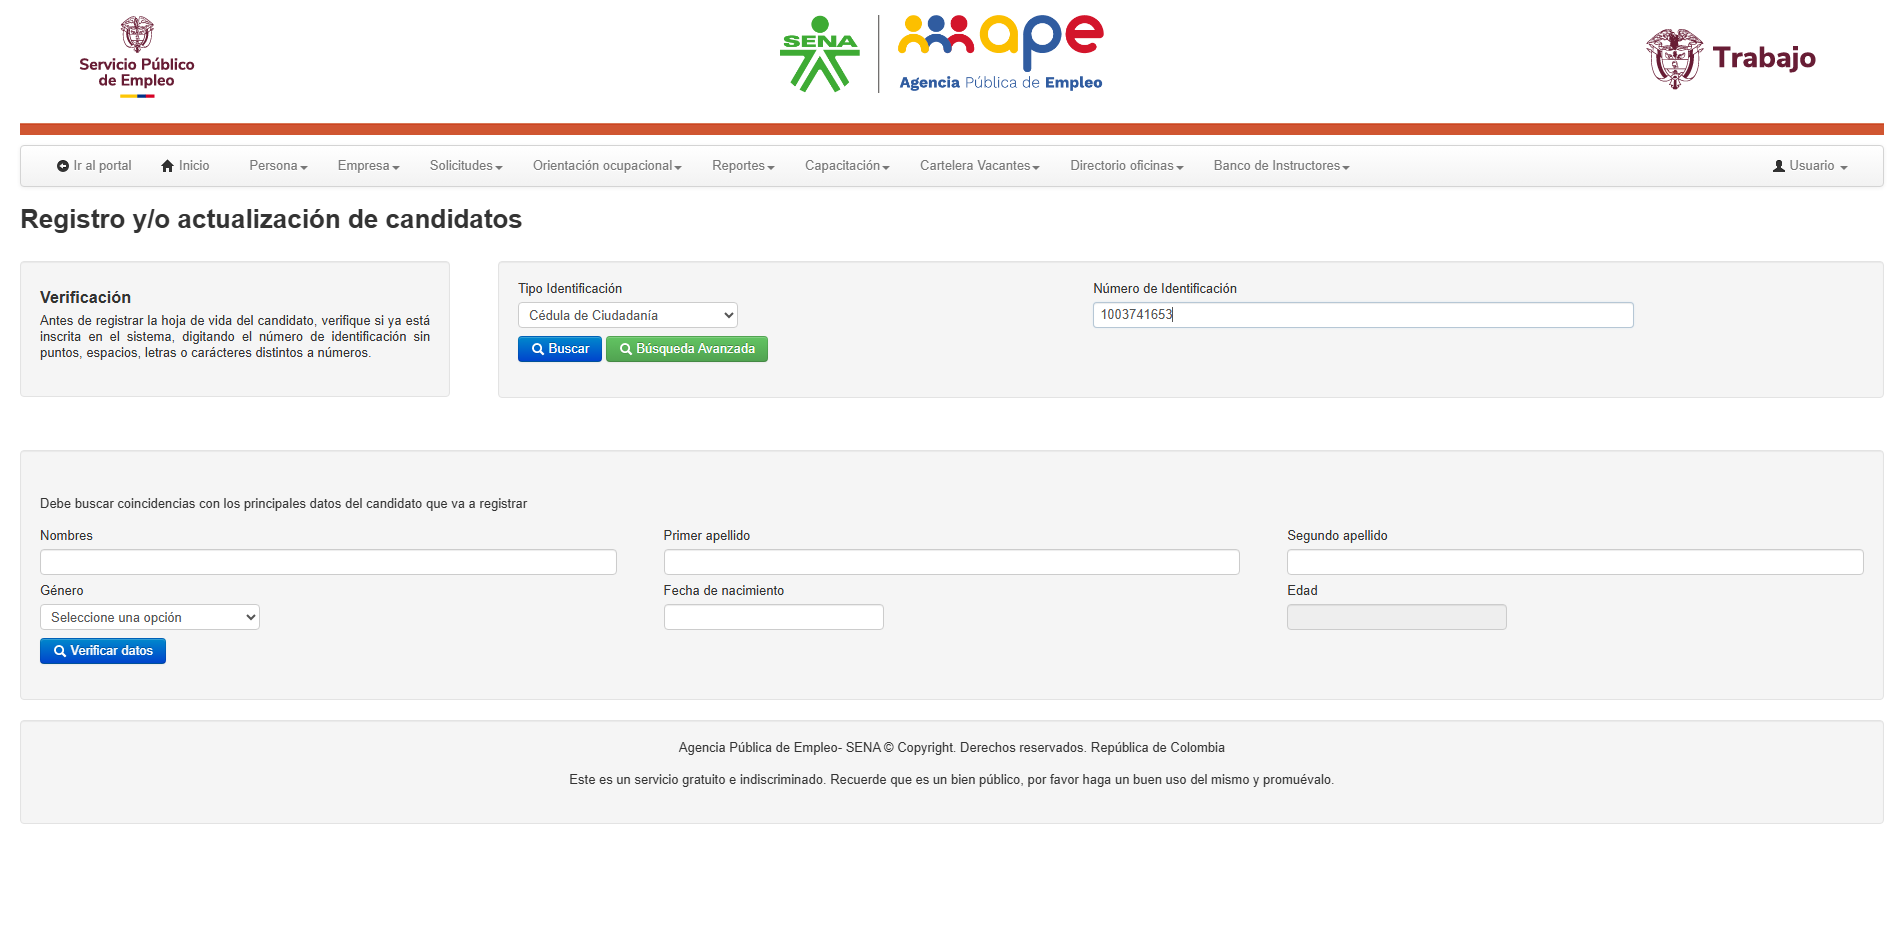 Servicio Público
de Empleo
SENA
ape
Agencia Pública de Empleo
Trabajo
Ir al portal Inicio Persona Empresa Solicitudes Orientación ocupacional Reportes Capacitación Cartelera Vacantes Directorio oficinas Banco de Instructores Usuario
Registro y/o actualización de candidatos
Verificación
Antes de registrar la hoja de vida del candidato, verifique si ya está
inscrita en el sistema, digitando el número de identificación sin
puntos, espacios, letras o carácteres distintos a números.
Tipo Identificación Número de Identificación
Cédula de Ciudadanía 1003741653
Buscar Búsqueda Avanzada
Debe buscar coincidencias con los principales datos del candidato que va a registrar
Nombres Primer apellido Segundo apellido
Género Fecha de nacimiento Edad
Seleccione una opción
Verificar datos
Agencia Pública de Empleo- SENA © Copyright. Derechos reservados. República de Colombia
Este es un servicio gratuito e indiscriminado. Recuerde que es un bien público, por favor haga un buen uso del mismo y promuévalo.